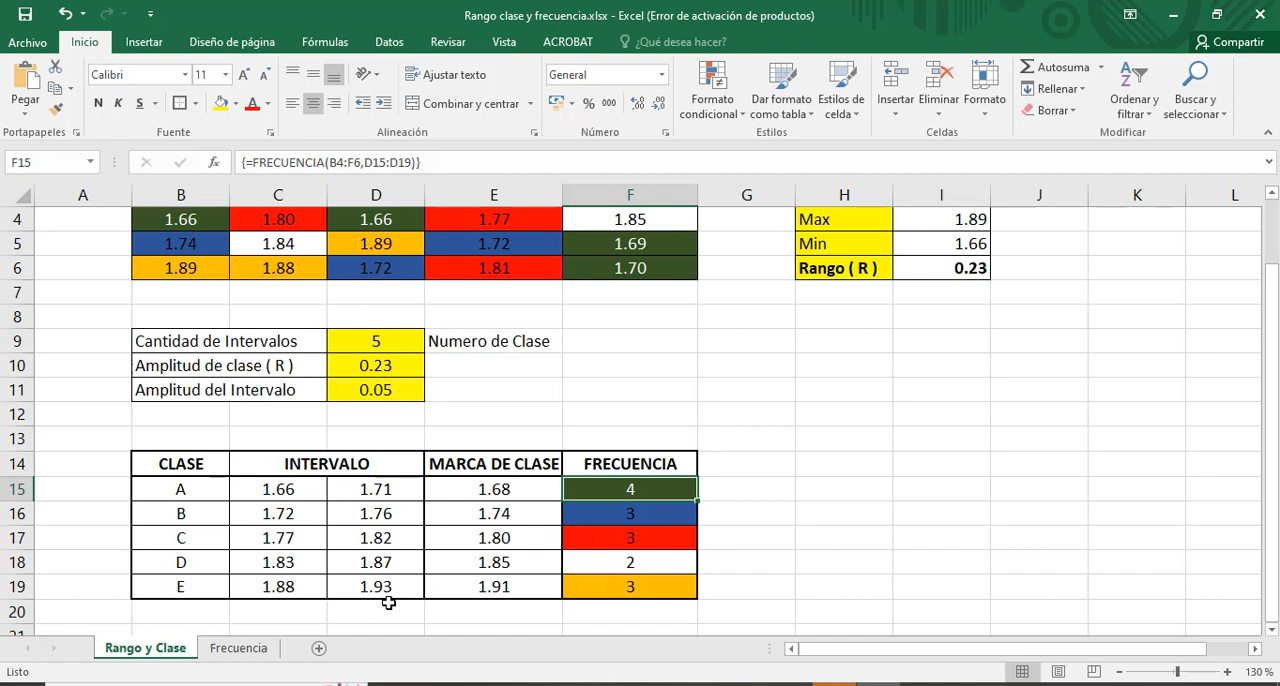 Rango clase y frecuencia.xlsx - Excel (Error de activación de productos)
Archivo Inicio Insertar Diseño de página Fórmulas Datos Revisar Vista ACROBAT ¿Qué desea hacer? Compartir
Pegar
Calibri 11
N K S
Ajustar texto
Combinar y centrar
General
% 000
Formato condicional
Dar formato como tabla
Estilos de celda
Insertar Eliminar Formato
Autosuma
Rellenar
Borrar
Ordenar y filtrar
Buscar y seleccionar
Portapapeles Fuente Alineación Número Estilos Celdas Modificar
F15 fx {=FRECUENCIA(B4:F6,D15:D19)}
A B C D E F G H I J K L
4 1.66 1.80 1.66 1.77 1.85 Max 1.89
5 1.74 1.84 1.89 1.72 1.69 Min 1.66
6 1.89 1.88 1.72 1.81 1.70 Rango ( R ) 0.23
7
8
9 Cantidad de Intervalos 5 Numero de Clase
10 Amplitud de clase ( R ) 0.23
11 Amplitud del Intervalo 0.05
12
13
14 CLASE INTERVALO MARCA DE CLASE FRECUENCIA
15 A 1.66 1.71 1.68 4
16 B 1.72 1.76 1.74 3
17 C 1.77 1.82 1.80 3
18 D 1.83 1.87 1.85 2
19 E 1.88 1.93 1.91 3
20
21
Rango y Clase Frecuencia
Listo 130 %